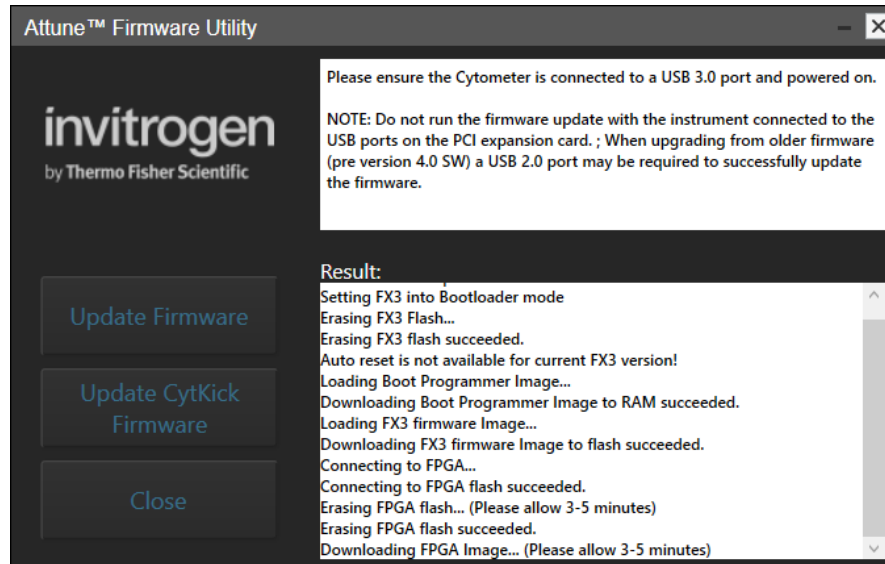 Attune™ Firmware Utility
Please ensure the Cytometer is connected to a USB 3.0 port and powered on.
NOTE: Do not run the firmware update with the instrument connected to the
USB ports on the PCI expansion card. ; When upgrading from older firmware
(pre version 4.0 SW) a USB 2.0 port may be required to successfully update
the firmware.
invitrogen
by Thermo Fisher Scientific
Update Firmware
Update CytKick
Firmware
Close
Result:
Setting FX3 into Bootloader mode
Erasing FX3 Flash...
Erasing FX3 flash succeeded.
Auto reset is not available for current FX3 version!
Loading Boot Programmer Image...
Downloading Boot Programmer Image to RAM succeeded.
Loading FX3 firmware Image...
Downloading FX3 firmware Image to flash succeeded.
Connecting to FPGA...
Connecting to FPGA flash succeeded.
Erasing FPGA flash... (Please allow 3-5 minutes)
Erasing FPGA flash succeeded.
Downloading FPGA Image... (Please allow 3-5 minutes)